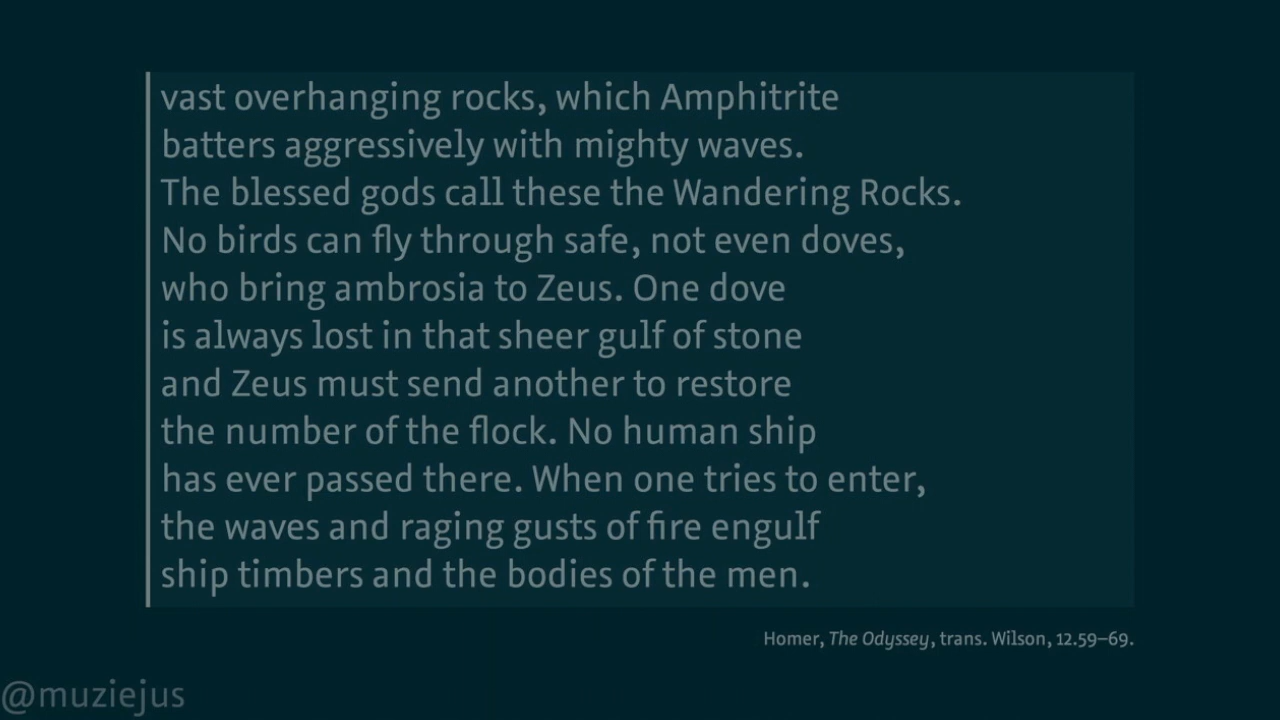 vast overhanging rocks, which Amphitrite
batters aggressively with mighty waves.
The blessed gods call these the Wandering Rocks.
No birds can fly through safe, not even doves,
who bring ambrosia to Zeus. One dove
is always lost in that sheer gulf of stone
and Zeus must send another to restore
the number of the flock. No human ship
has ever passed there. When one tries to enter,
the waves and raging gusts of fire engulf
ship timbers and the bodies of the men.
Homer, The Odyssey, trans. Wilson, 12.59–69.
@muziejus